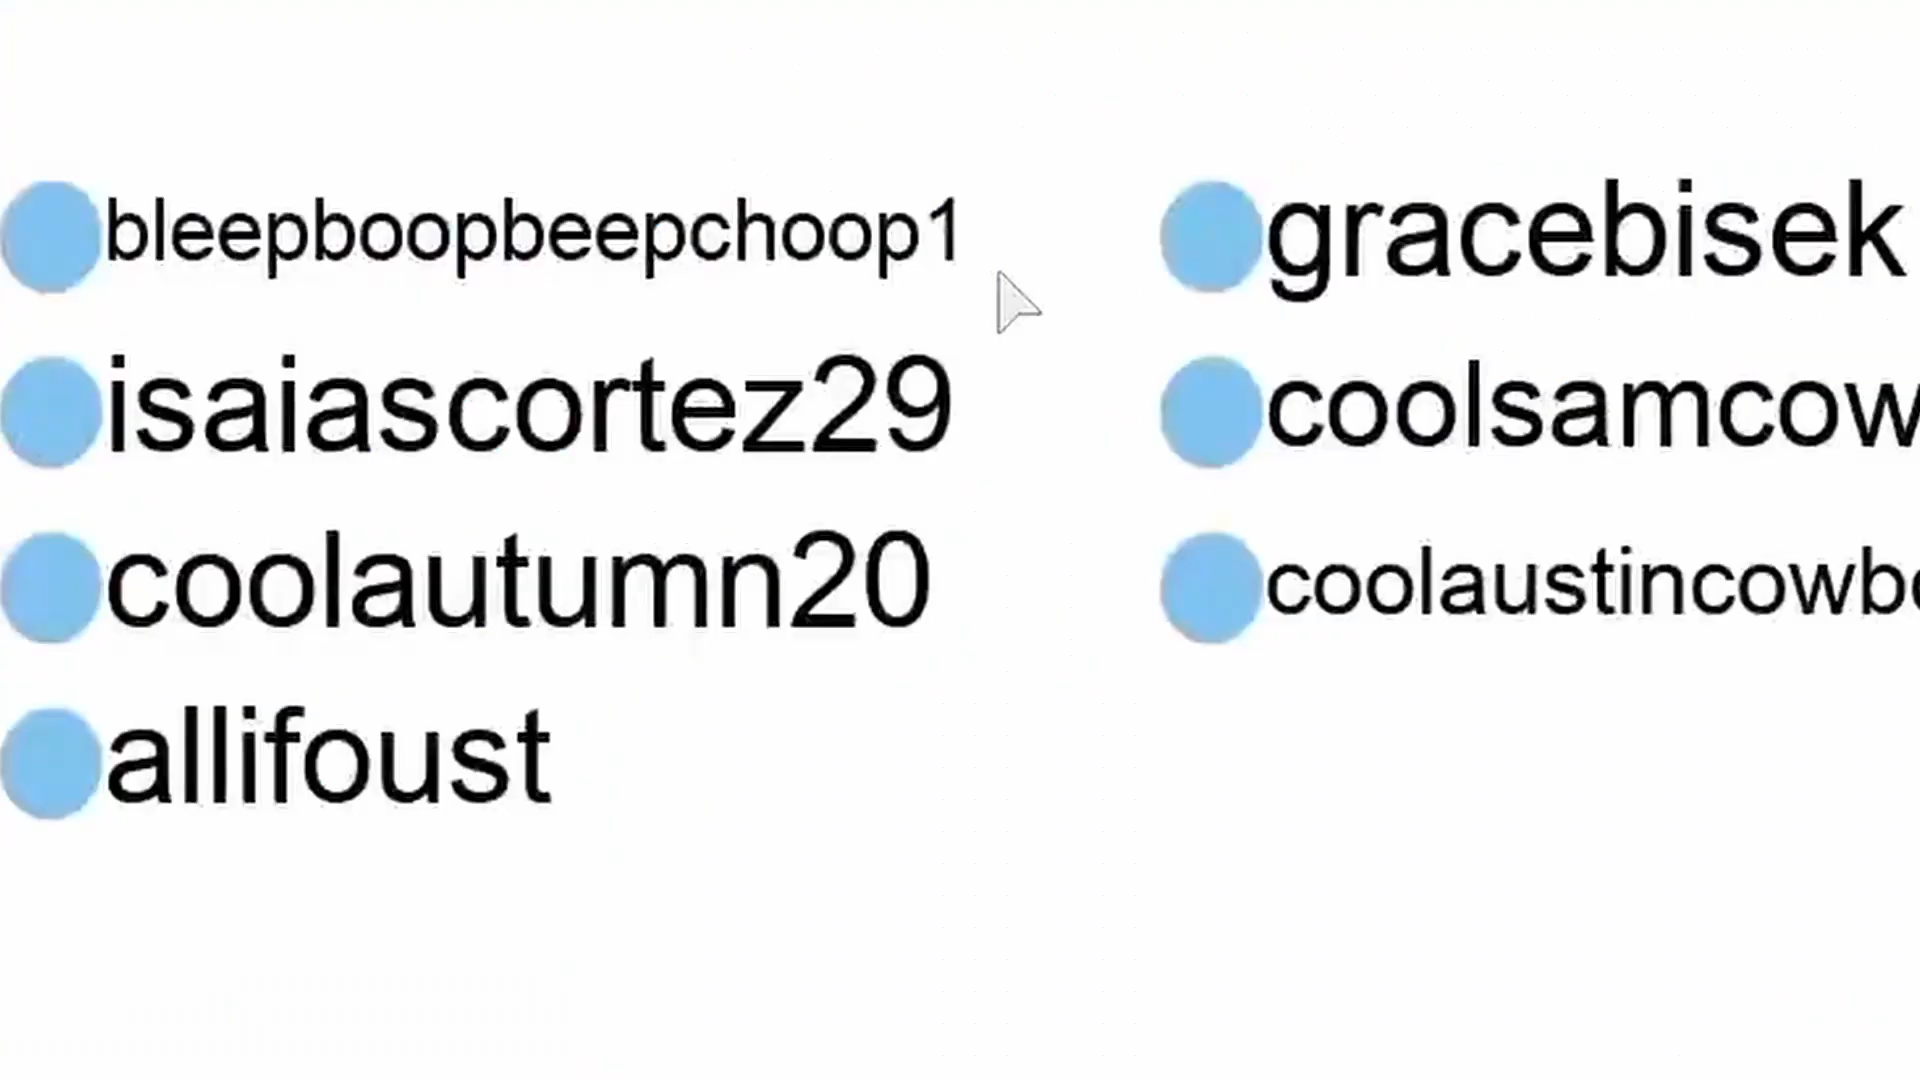 bleepboopbeepchoop1
isaiascortez29
coolautumn20
allifoust
gracebisek
coolsamcow
coolaustincowb